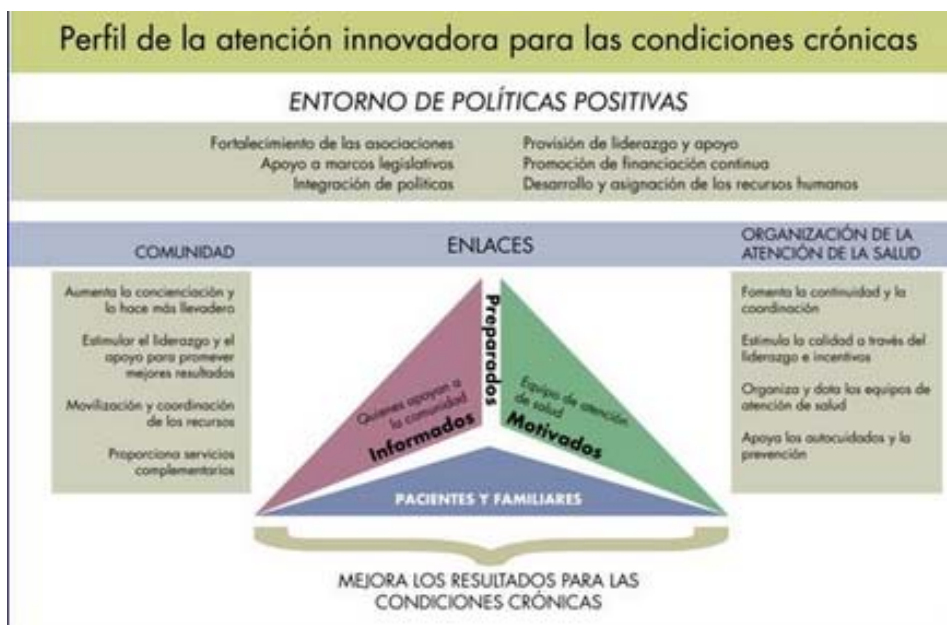 Perfil de la atención innovadora para las condiciones crónicas
ENTORNO DE POLÍTICAS POSITIVAS
Fortalecimiento de las asociaciones
Apoyo a marcos legislativos
Integración de políticas
Provisión de liderazgo y apoyo
Promoción de financiación continua
Desarrollo y asignación de los recursos humanos
COMUNIDAD
Aumenta la concienciación y
la hace más llevadero
Estimular el liderazgo y el
apoyo para promover
mejores resultados
Movilización y coordinación
de los recursos
Proporciona servicios
complementarios
ENLACES
Preparados
Quienes apoyan a
la comunidad
Informados
Equipo de atención
de salud
Motivados
PACIENTES Y FAMILIARES
ORGANIZACIÓN DE LA
ATENCIÓN DE LA SALUD
Fomenta la continuidad y la
coordinación
Estimula la calidad a través del
liderazgo e incentivos
Organiza y dota los equipos de
atención de salud
Apoya los autocuidados y la
prevención
MEJORA LOS RESULTADOS PARA LAS
CONDICIONES CRÓNICAS